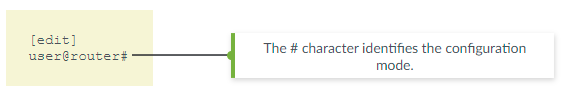 [edit]
user@router#
The # character identifies the configuration
mode.